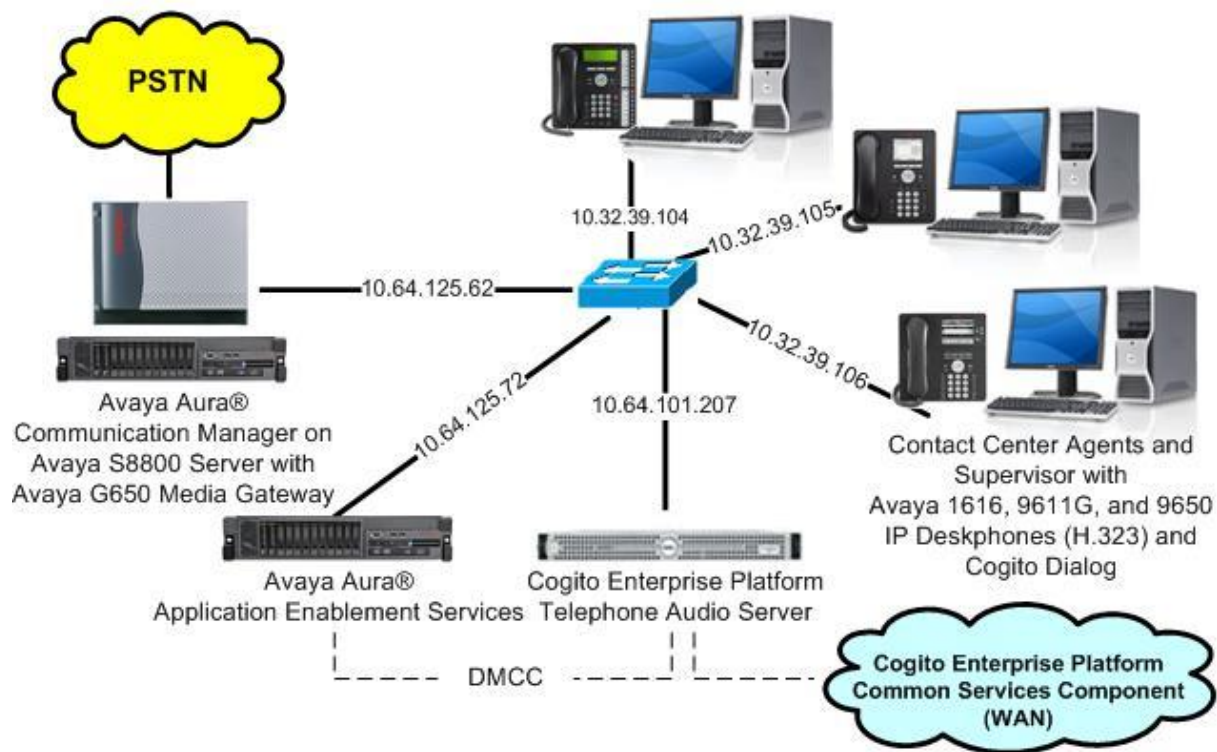 PSTN
10.32.39.104
10.32.39.105
10.64.125.62
10.32.39.106
10.64.125.72
10.64.101.207
Avaya Aura®
Communication Manager on
Avaya S8800 Server with
Avaya G650 Media Gateway
Contact Center Agents and
Supervisor with
Avaya 1616, 9611G, and 9650
IP Deskphones (H.323) and
Cogito Dialog
Avaya Aura®
Application Enablement Services
Cogito Enterprise Platform
Telephone Audio Server
DMCC
Cogito Enterprise Platform
Common Services Component
(WAN)